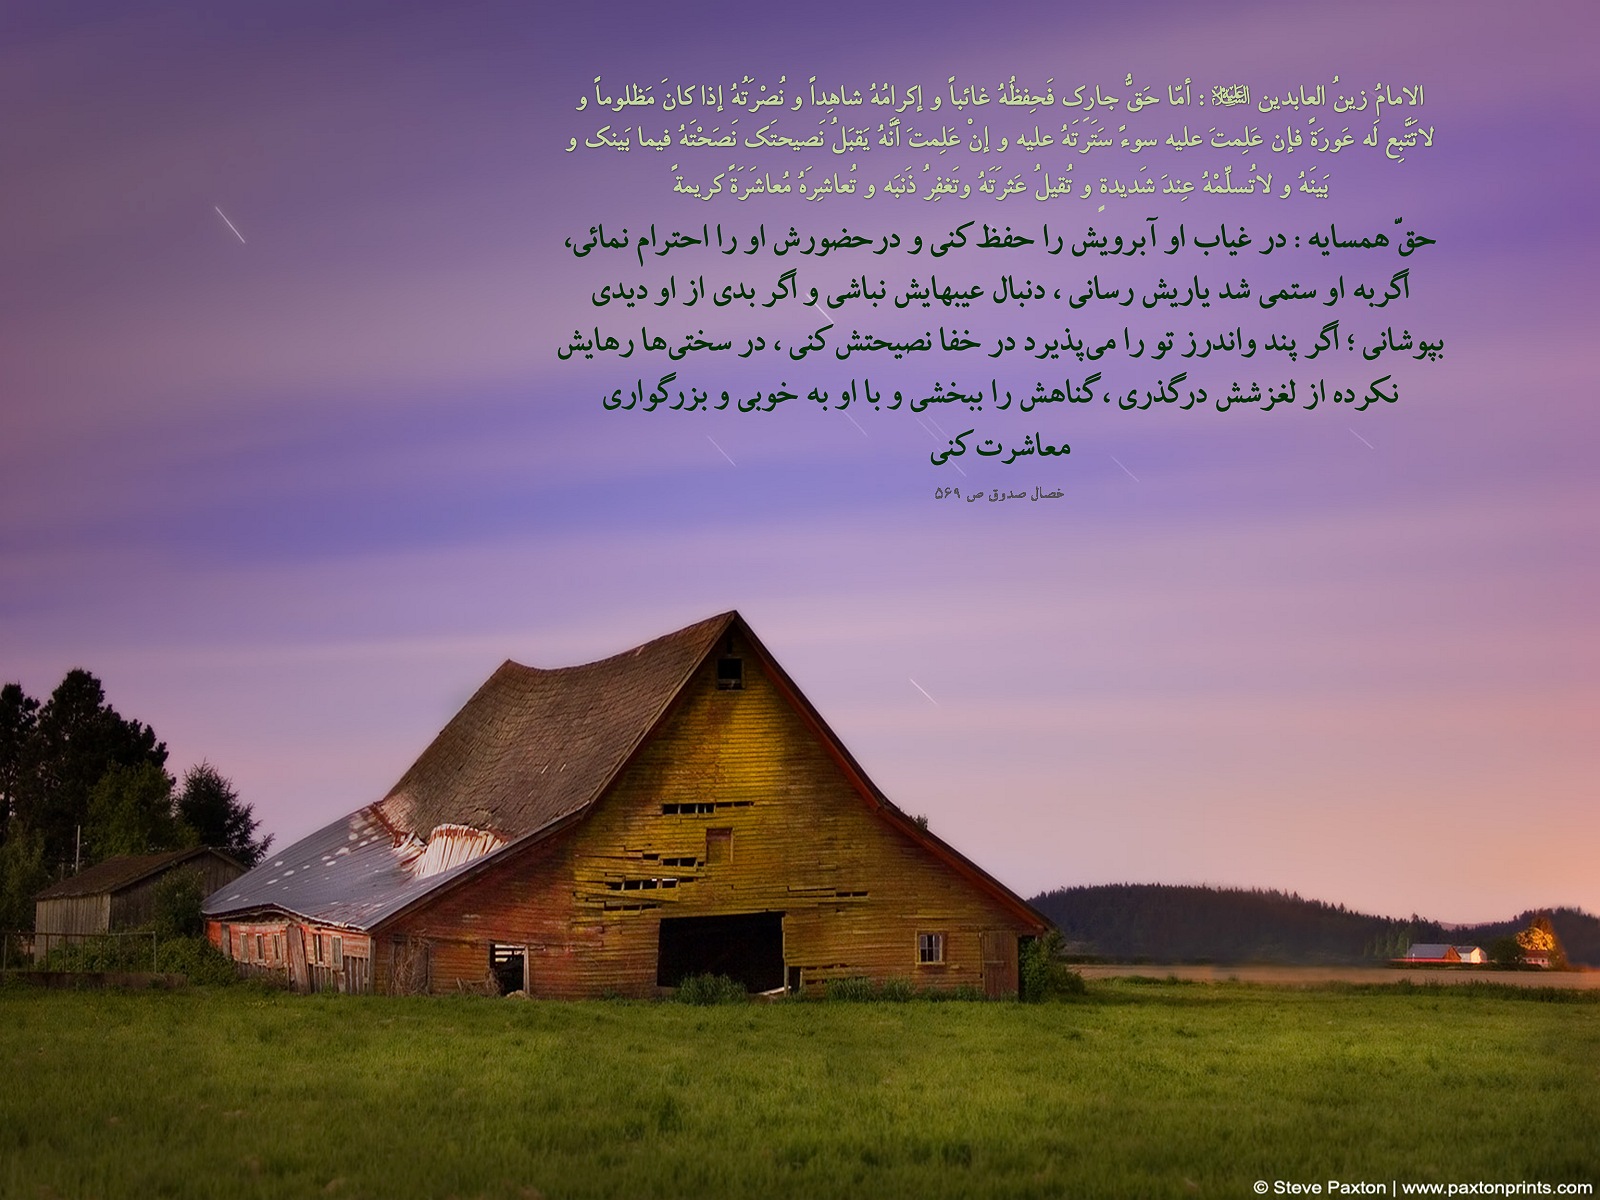 الامامُ زینُ العابدین علیه‌السلام : أمّا حَقُّ جارِک فَحِفظُهُ غائباً و إکرامُهُ شاهِداً و نُصْرَتُهُ إذا کانَ مَظلوماً و
لاتَتَّبِع لَه عَورَةً فإن عَلِمتَ علیه سوءً سَتَرتَهُ علیه و إنْ عَلِمتَ أنَّهُ یَقبَلُ نَصیحتَک نَصَحْتَهُ فیما بَینک و
بَینَهُ و لاتُسلِّمْهُ عِندَ شَدیدةٍ و تُقیلُ عَثرَتَهُ وتَغفِرُ ذَنبَه و تُعاشِرَهُ مُعاشَرَةً کریمةً
حقّ همسایه : در غیاب او آبرویش را حفظ کنی و درحضورش او را احترام نمائی،
اگربه او ستمی شد یاریش رسانی ، دنبال عیبهایش نباشی و اگر بدی از او دیدی
بپوشانی ؛ اگر پند واندرز تو را می‌پذیرد در خفا نصیحتش کنی ، در سختی‌ها رهایش
نکرده از لغزشش درگذری ، گناهش را ببخشی و با او به خوبی و بزرگواری
معاشرت کنی
خصال صدوق ص ۵۶۹
© Steve Paxton | www.paxtonprints.com